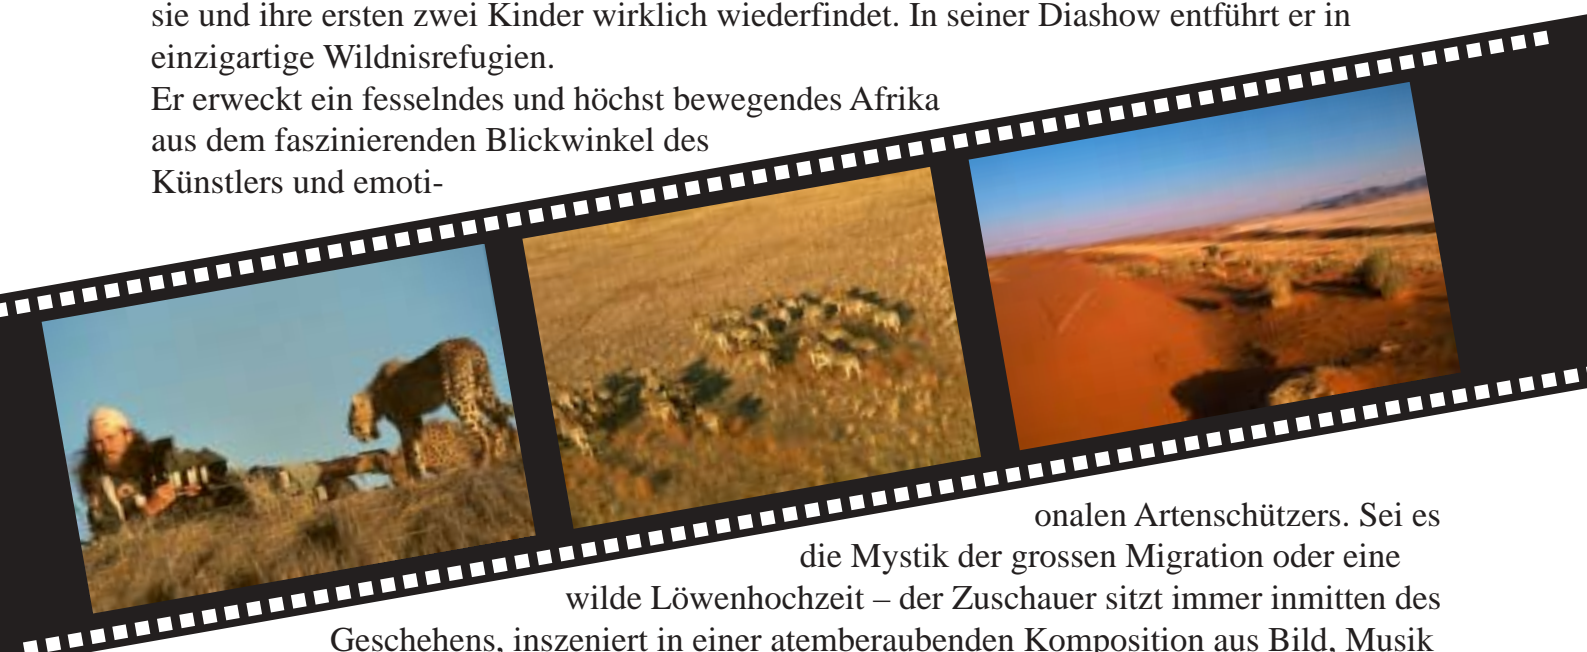 sie und ihre ersten zwei Kinder wirklich wiederfindet. In seiner Diashow entführt er in
einzigartige Wildnisrefugien.
Er erweckt ein fesselndes und höchst bewegendes Afrika
aus dem faszinierenden Blickwinkel des
Künstlers und emoti-
onalen Artenschützers. Sei es
die Mystik der grossen Migration oder eine
wilde Löwenhochzeit – der Zuschauer sitzt immer inmitten des
Geschehens, inszeniert in einer atemberaubenden Komposition aus Bild, Musik